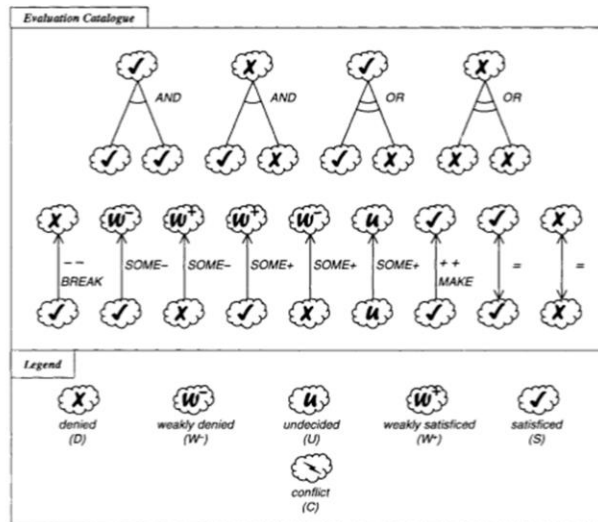 Evaluation Catalogue
✓ X ✓ X
AND AND OR OR
✓ ✓ ✓ X ✓ X X X
X W⁻ W⁺ W⁺ W⁻ u ✓ ✓ X
-- BREAK SOME– SOME– SOME+ SOME+ SOME+ ++ MAKE = =
✓ ✓ X ✓ X u ✓ ✓ X
Legend
X W⁻ u W⁺ ✓
denied weakly denied undecided weakly satisficed satisficed
(D) (W⁻) (U) (W⁺) (S)
conflict
(C)